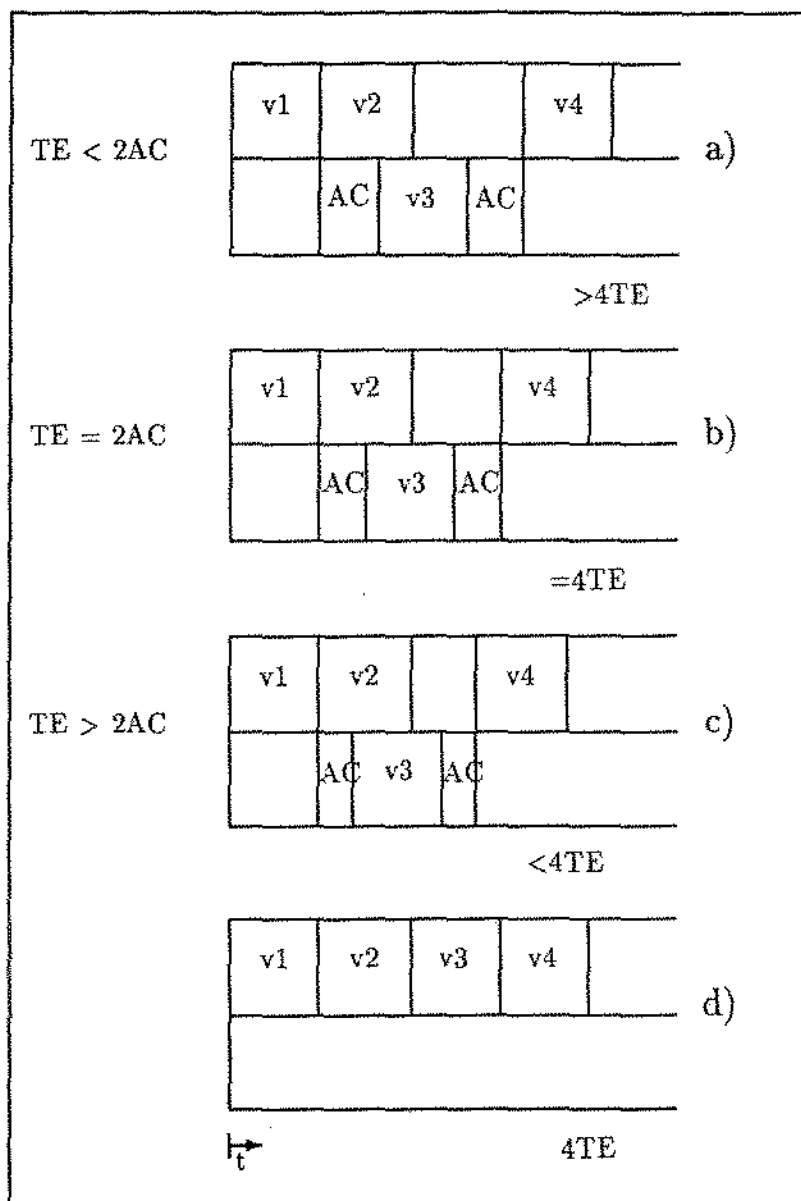 v1 v2 v4
TE < 2AC a)
AC v3 AC
>4TE
v1 v2 v4
TE = 2AC b)
AC v3 AC
=4TE
v1 v2 v4
TE > 2AC c)
AC v3 AC
<4TE
v1 v2 v3 v4
d)
t 4TE